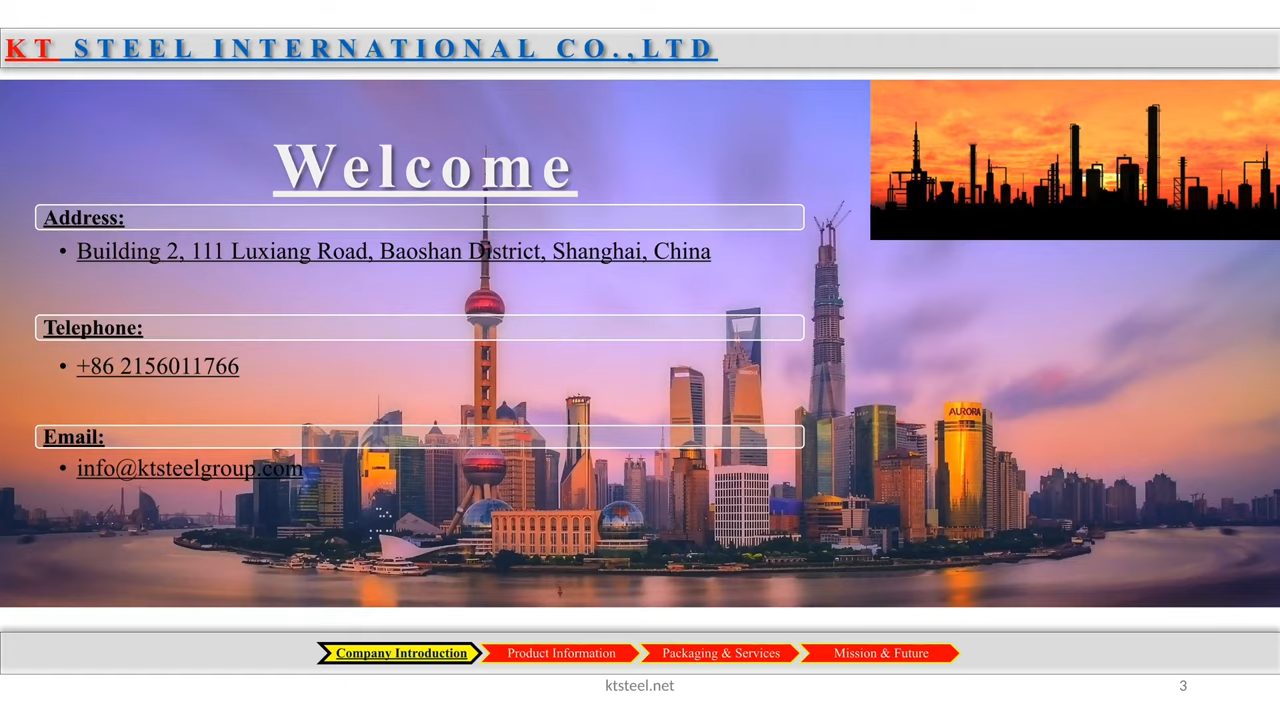 KT STEEL INTERNATIONAL CO.,LTD
Welcome
Address:
• Building 2, 111 Luxiang Road, Baoshan District, Shanghai, China
Telephone:
• +86 2156011766
Email:
• info@ktsteelgroup.com
AURORA
Company Introduction
Product Information
Packaging & Services
Mission & Future
ktsteel.net
3